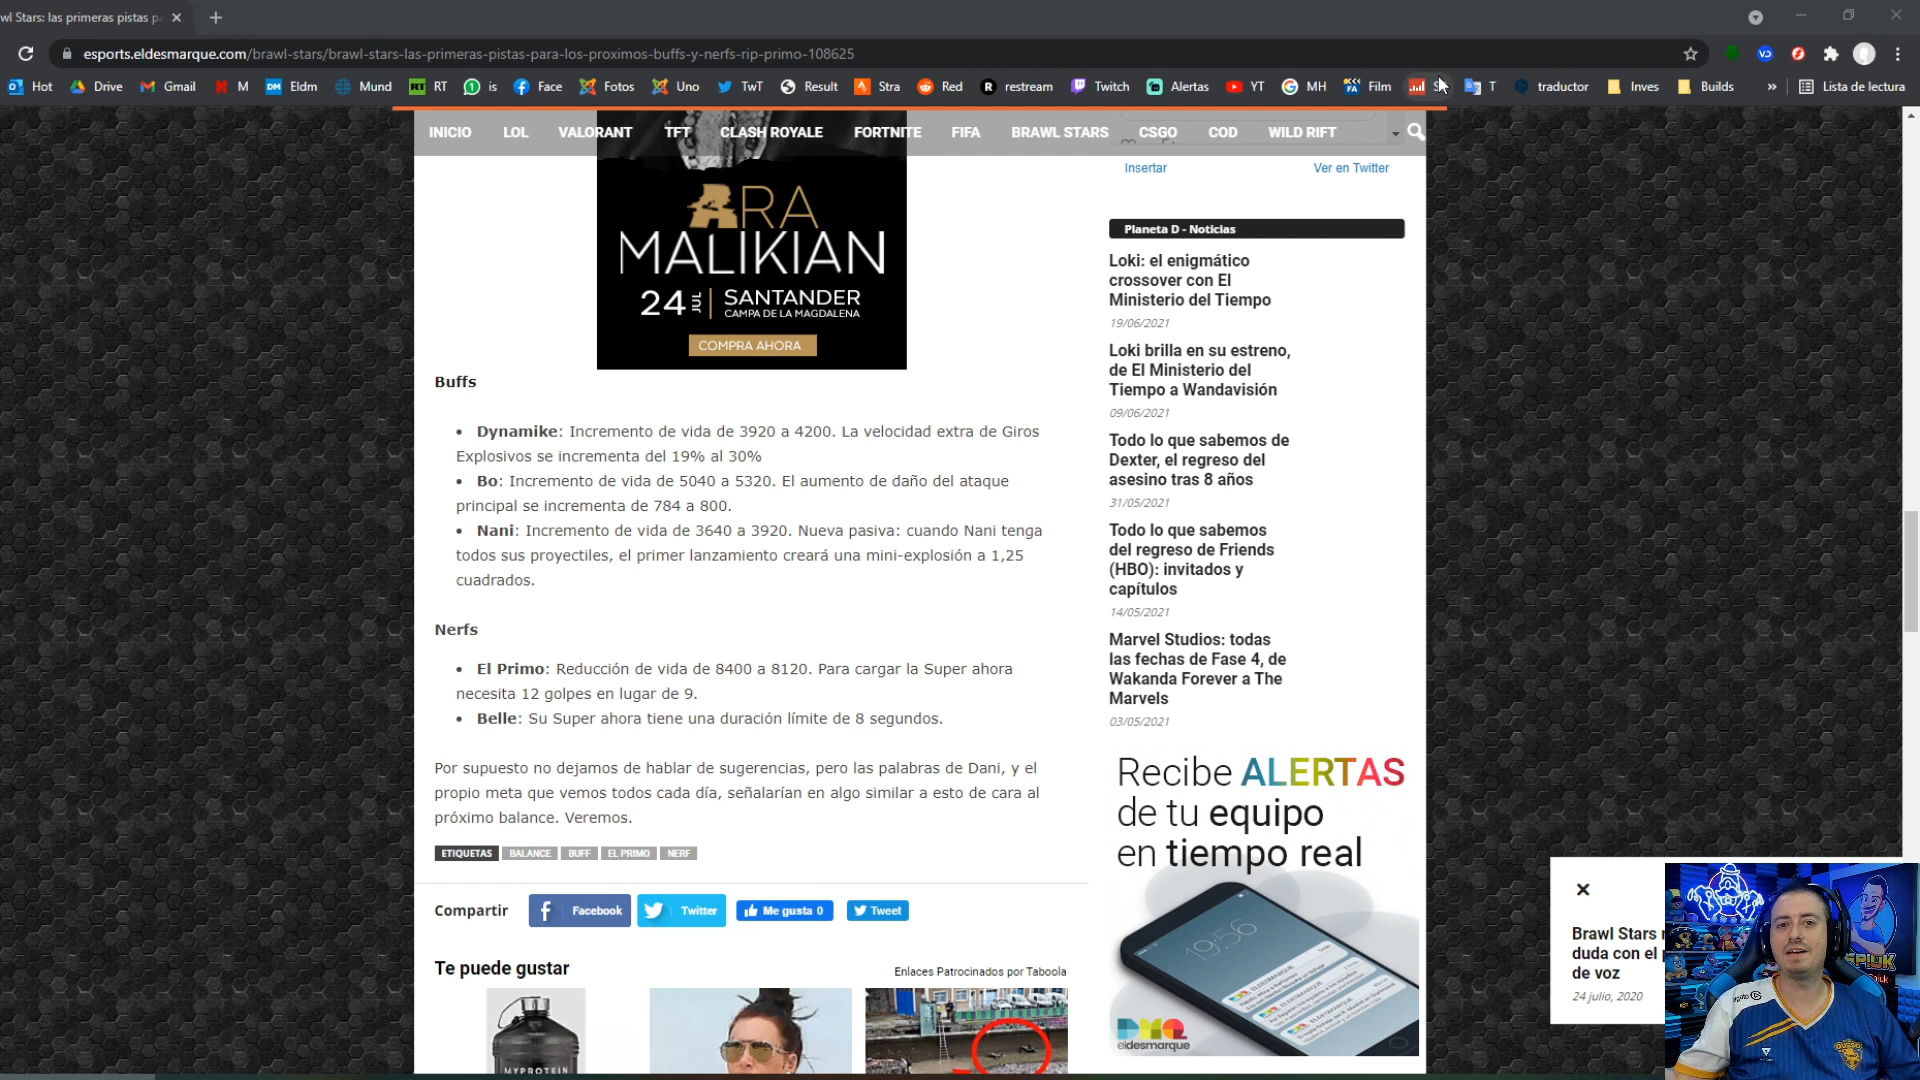 wl Stars: las primeras pistas p
esports.eldesmarque.com/brawl-stars/brawl-stars-las-primeras-pistas-para-los-proximos-buffs-y-nerfs-rip-primo-108625
Hot Drive Gmail M Eldm Mund RT is Face Fotos Uno TwT Result Stra Red restream Twitch Alertas YT MH Film T traductor Inves Builds » Lista de lectura
INICIO LOL VALORANT TFT CLASH ROYALE FORTNITE FIFA BRAWL STARS CSGO COD WILD RIFT
ARA
MALIKIAN
24 JUL SANTANDER
CAMPA DE LA MAGDALENA
COMPRA AHORA
Buffs
• Dynamike: Incremento de vida de 3920 a 4200. La velocidad extra de Giros
Explosivos se incrementa del 19% al 30%
• Bo: Incremento de vida de 5040 a 5320. El aumento de daño del ataque
principal se incrementa de 784 a 800.
• Nani: Incremento de vida de 3640 a 3920. Nueva pasiva: cuando Nani tenga
todos sus proyectiles, el primer lanzamiento creará una mini-explosión a 1,25
cuadrados.
Nerfs
• El Primo: Reducción de vida de 8400 a 8120. Para cargar la Super ahora
necesita 12 golpes en lugar de 9.
• Belle: Su Super ahora tiene una duración límite de 8 segundos.
Por supuesto no dejamos de hablar de sugerencias, pero las palabras de Dani, y el
propio meta que vemos todos cada día, señalarían en algo similar a esto de cara al
próximo balance. Veremos.
ETIQUETAS BALANCE BUFF EL PRIMO NERF
Compartir Facebook Twitter Me gusta 0 Tweet
Te puede gustar
Enlaces Patrocinados por Taboola
MYPROTEIN
Insertar Ver en Twitter
Planeta D - Noticias
Loki: el enigmático
crossover con El
Ministerio del Tiempo
19/06/2021
Loki brilla en su estreno,
de El Ministerio del
Tiempo a Wandavisión
09/06/2021
Todo lo que sabemos de
Dexter, el regreso del
asesino tras 8 años
31/05/2021
Todo lo que sabemos
del regreso de Friends
(HBO): invitados y
capítulos
14/05/2021
Marvel Studios: todas
las fechas de Fase 4, de
Wakanda Forever a The
Marvels
03/05/2021
Recibe ALERTAS
de tu equipo
en tiempo real
19:56
eldesmarque
Brawl Stars
duda con el
de voz
24 julio, 2020
SPIUK